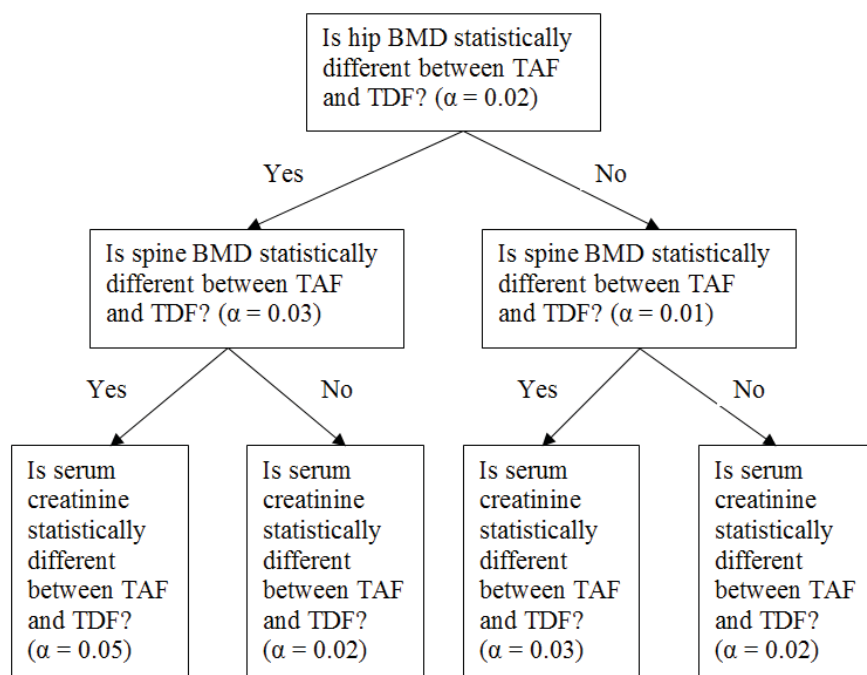 Is hip BMD statistically
different between TAF
and TDF? (α = 0.02)
Yes
No
Is spine BMD statistically
different between TAF
and TDF? (α = 0.03)
Is spine BMD statistically
different between TAF
and TDF? (α = 0.01)
Yes
No
Yes
No
Is serum
creatinine
statistically
different
between TAF
and TDF?
(α = 0.05)
Is serum
creatinine
statistically
different
between TAF
and TDF?
(α = 0.02)
Is serum
creatinine
statistically
different
between TAF
and TDF?
(α = 0.03)
Is serum
creatinine
statistically
different
between TAF
and TDF?
(α = 0.02)